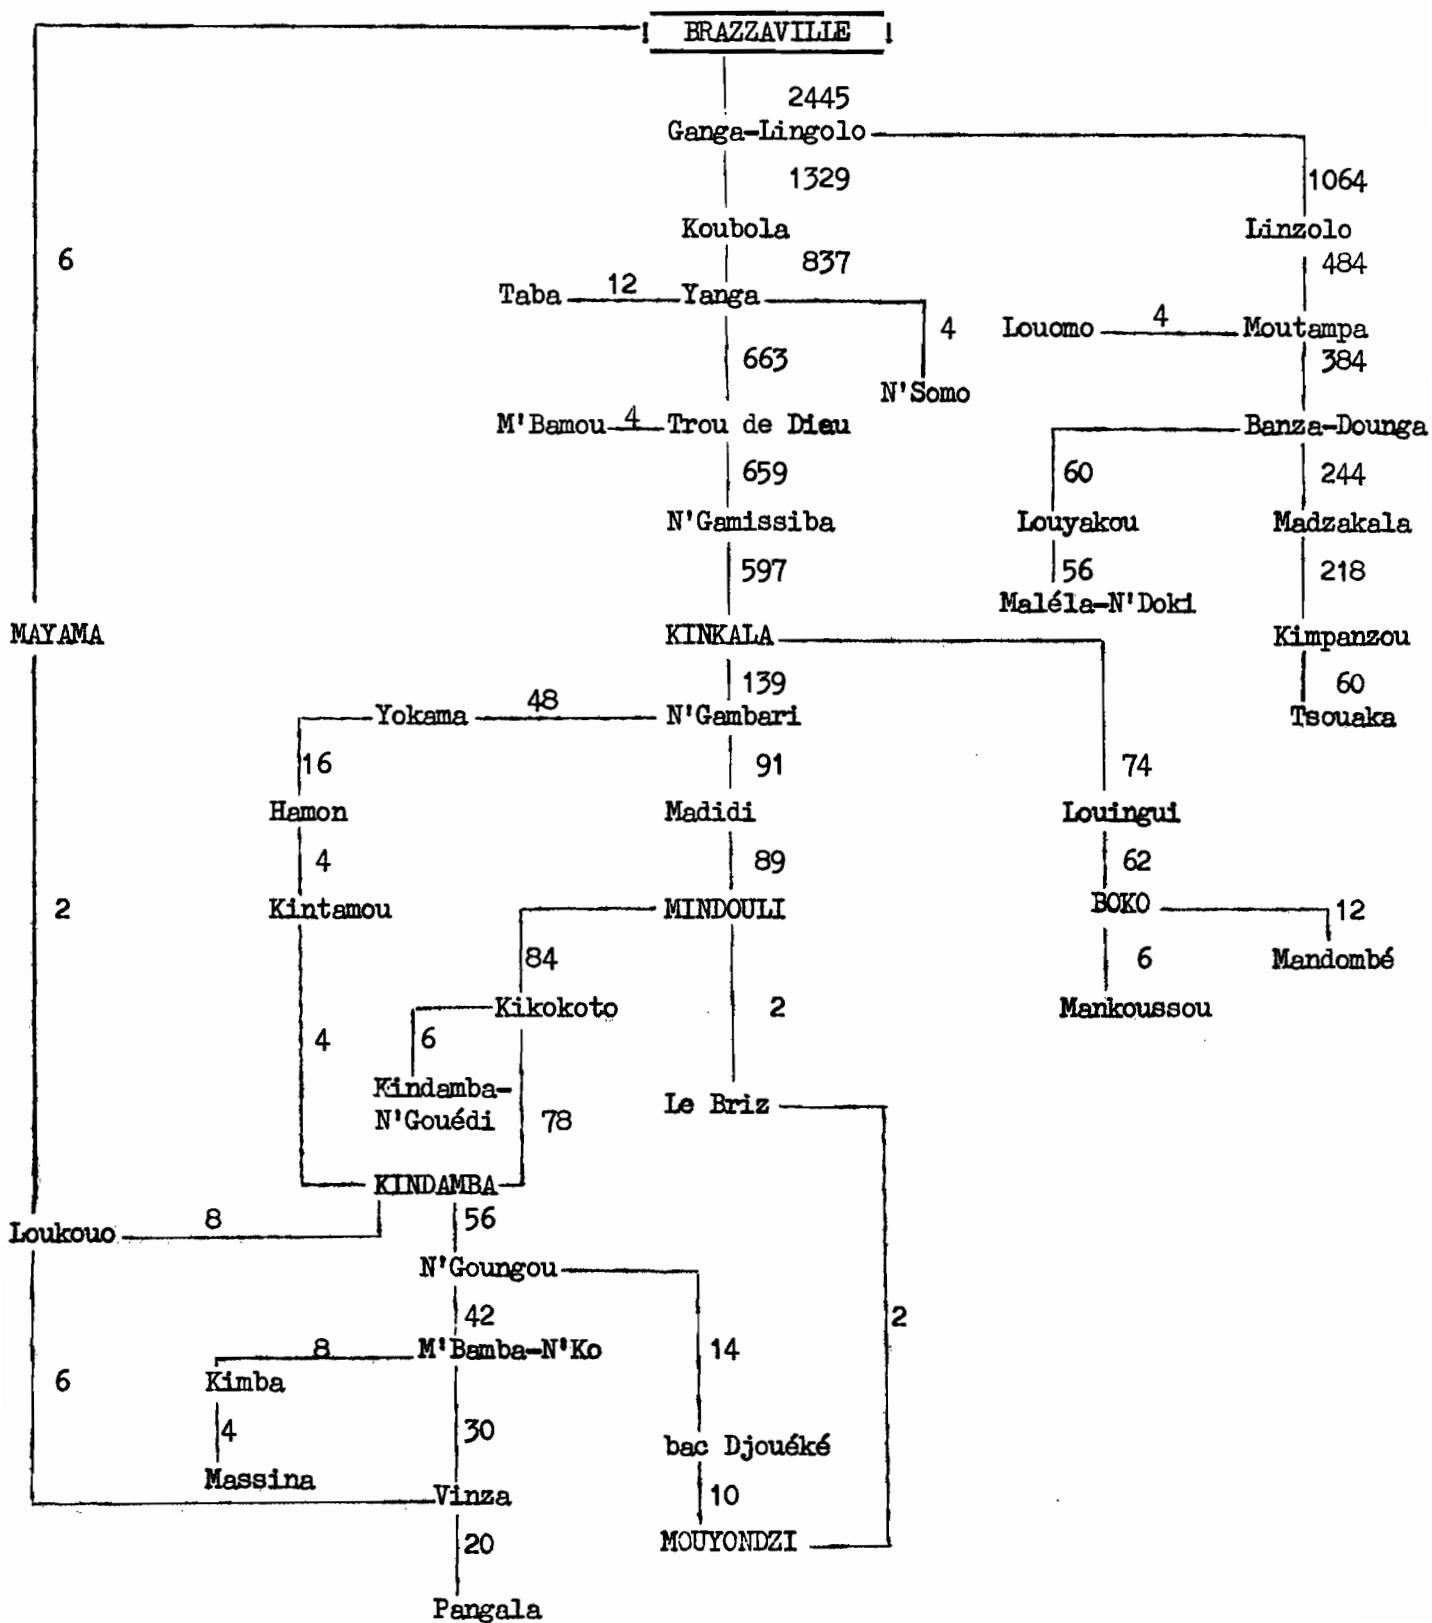 ! BRAZZAVILLE !
2445
Ganga-Lingolo
1329
1064
Koubola
Linzolo
6
837
484
Taba 12 Yanga
4
Louomo 4 Moutampa
663
384
N'Somo
M'Bamou 4 Trou de Dieu
Banza-Dounga
659
60
244
N'Gamissiba
Louyakou
Madzakala
597
56
218
Maléla-N'Doki
MAYAMA
KINKALA
Kimpanzou
139
60
Yokama 48 N'Gambari
Tsouaka
16
91
74
Hamon
Madidi
Louingui
4
89
62
2
Kintamou
MINDOULI
BOKO
12
84
6
Mandombé
Kikokoto
2
Mankoussou
4
6
Kindamba-
N'Gouédi
78
Le Briz
KINDAMBA
Loukouo 8
56
N'Goungou
42
2
8
M'Bamba-N'Ko
14
6
Kimba
4
30
bac Djouéké
Massina
Vinza
10
20
MOUYONDZI
Pangala